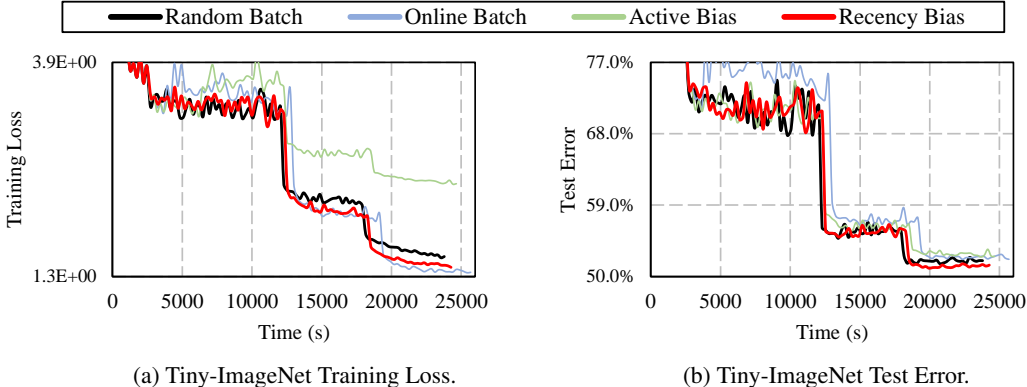 Random Batch Online Batch Active Bias Recency Bias
3.9E+00
1.3E+00
Training Loss
0 5000 10000 15000 20000 25000
Time (s)
(a) Tiny-ImageNet Training Loss.
77.0%
68.0%
59.0%
50.0%
Test Error
0 5000 10000 15000 20000 25000
Time (s)
(b) Tiny-ImageNet Test Error.